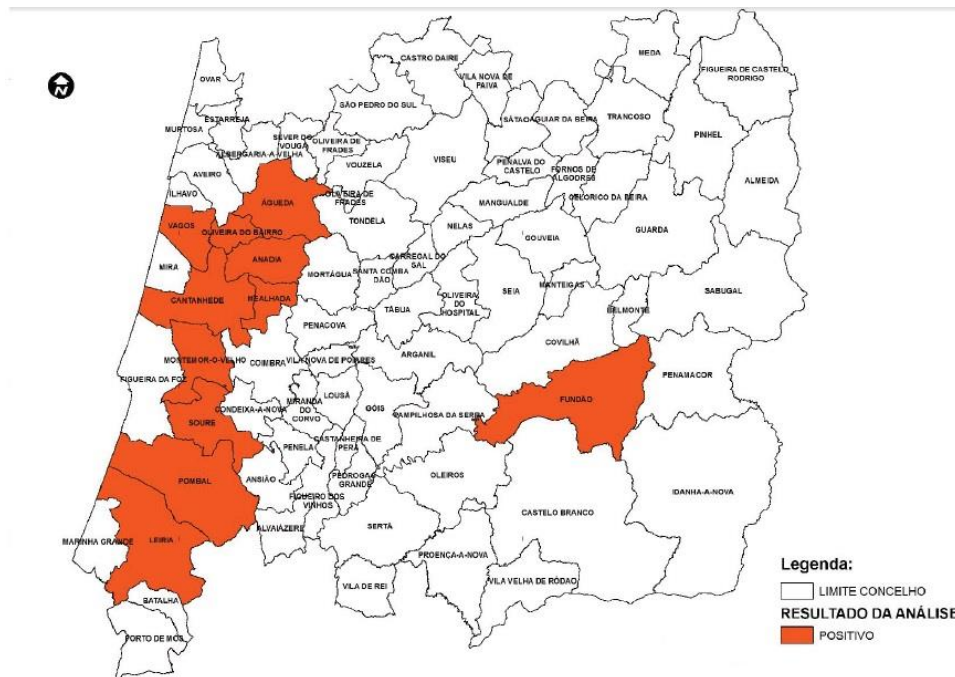 N
OVAR
CASTRO DAIRE
MEDA
VILA NOVA DE
PAIVA
FIGUEIRA DE CASTELO
RODRIGO
SÃO PEDRO DO SUL
ESTARREJA
MURTOSA
SEVER DO
VOUGA
OLIVEIRA DE
FRADES
SÁTÃO
AGUIAR DA BEIRA
TRANCOSO
PINHEL
ALBERGARIA-A-VELHA
VOUZELA
VISEU
PENALVA DO
CASTELO
FORNOS DE
ALGODRES
AVEIRO
ALMEIDA
ILHAVO
ÁGUEDA
OLIVEIRA DE
FRADES
MANGUALDE
CELORICO DA BEIRA
TONDELA
VAGOS
OLIVEIRA DO BAIRRO
NELAS
GOUVEIA
GUARDA
ANADIA
CARREGAL DO
SAL
MIRA
MORTÁGUA
SANTA COMBA
DÃO
SEIA
MANTEIGAS
SABUGAL
CANTANHEDE
MEALHADA
OLIVEIRA
DO
HOSPITAL
TÁBUA
BELMONTE
PENACOVA
COVILHÃ
MONTEMOR-O-VELHO
COIMBRA
VILA NOVA DE POIARES
ARGANIL
FIGUEIRA DA FOZ
PENAMACOR
LOUSÃ
MIRANDA
DO
CORVO
GÓIS
FUNDÃO
CONDEIXA-A-NOVA
PAMPILHOSA DA SERRA
SOURE
CASTANHEIRA DE
PERA
PENELA
OLEIROS
POMBAL
ANSIÃO
PEDROGÃO
GRANDE
IDANHA-A-NOVA
FIGUEIRO DOS
VINHOS
CASTELO BRANCO
ALVAIÁZERE
SERTÃ
MARINHA GRANDE
LEIRIA
PROENÇA-A-NOVA
VILA DE REI
VILA VELHA DE RÓDAO
BATALHA
PORTO DE MÓS
Legenda:
LIMITE CONCELHO
RESULTADO DA ANÁLISE
POSITIVO